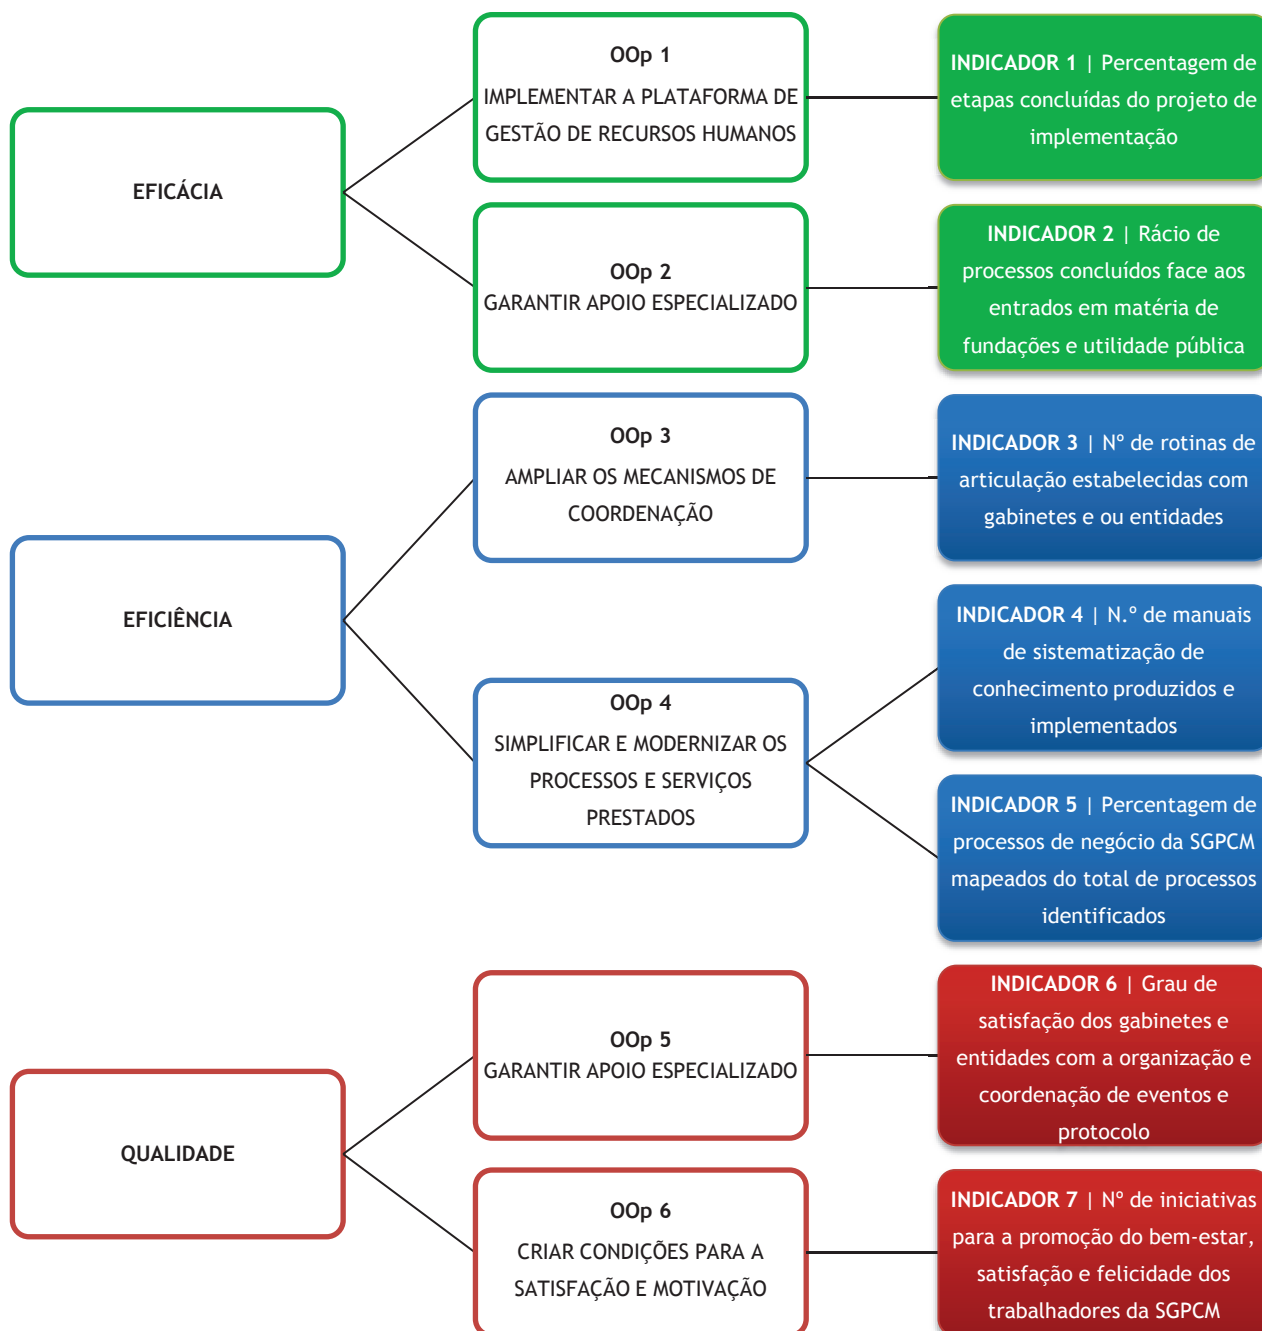 EFICÁCIA
OOp 1
IMPLEMENTAR A PLATAFORMA DE
GESTÃO DE RECURSOS HUMANOS
INDICADOR 1 | Percentagem de
etapas concluídas do projeto de
implementação
OOp 2
GARANTIR APOIO ESPECIALIZADO
INDICADOR 2 | Rácio de
processos concluídos face aos
entrados em matéria de
fundações e utilidade pública
EFICIÊNCIA
OOp 3
AMPLIAR OS MECANISMOS DE
COORDENAÇÃO
INDICADOR 3 | Nº de rotinas de
articulação estabelecidas com
gabinetes e ou entidades
OOp 4
SIMPLIFICAR E MODERNIZAR OS
PROCESSOS E SERVIÇOS
PRESTADOS
INDICADOR 4 | N.º de manuais
de sistematização de
conhecimento produzidos e
implementados
INDICADOR 5 | Percentagem de
processos de negócio da SGPCM
mapeados do total de processos
identificados
QUALIDADE
OOp 5
GARANTIR APOIO ESPECIALIZADO
INDICADOR 6 | Grau de
satisfação dos gabinetes e
entidades com a organização e
coordenação de eventos e
protocolo
OOp 6
CRIAR CONDIÇÕES PARA A
SATISFAÇÃO E MOTIVAÇÃO
INDICADOR 7 | Nº de iniciativas
para a promoção do bem-estar,
satisfação e felicidade dos
trabalhadores da SGPCM